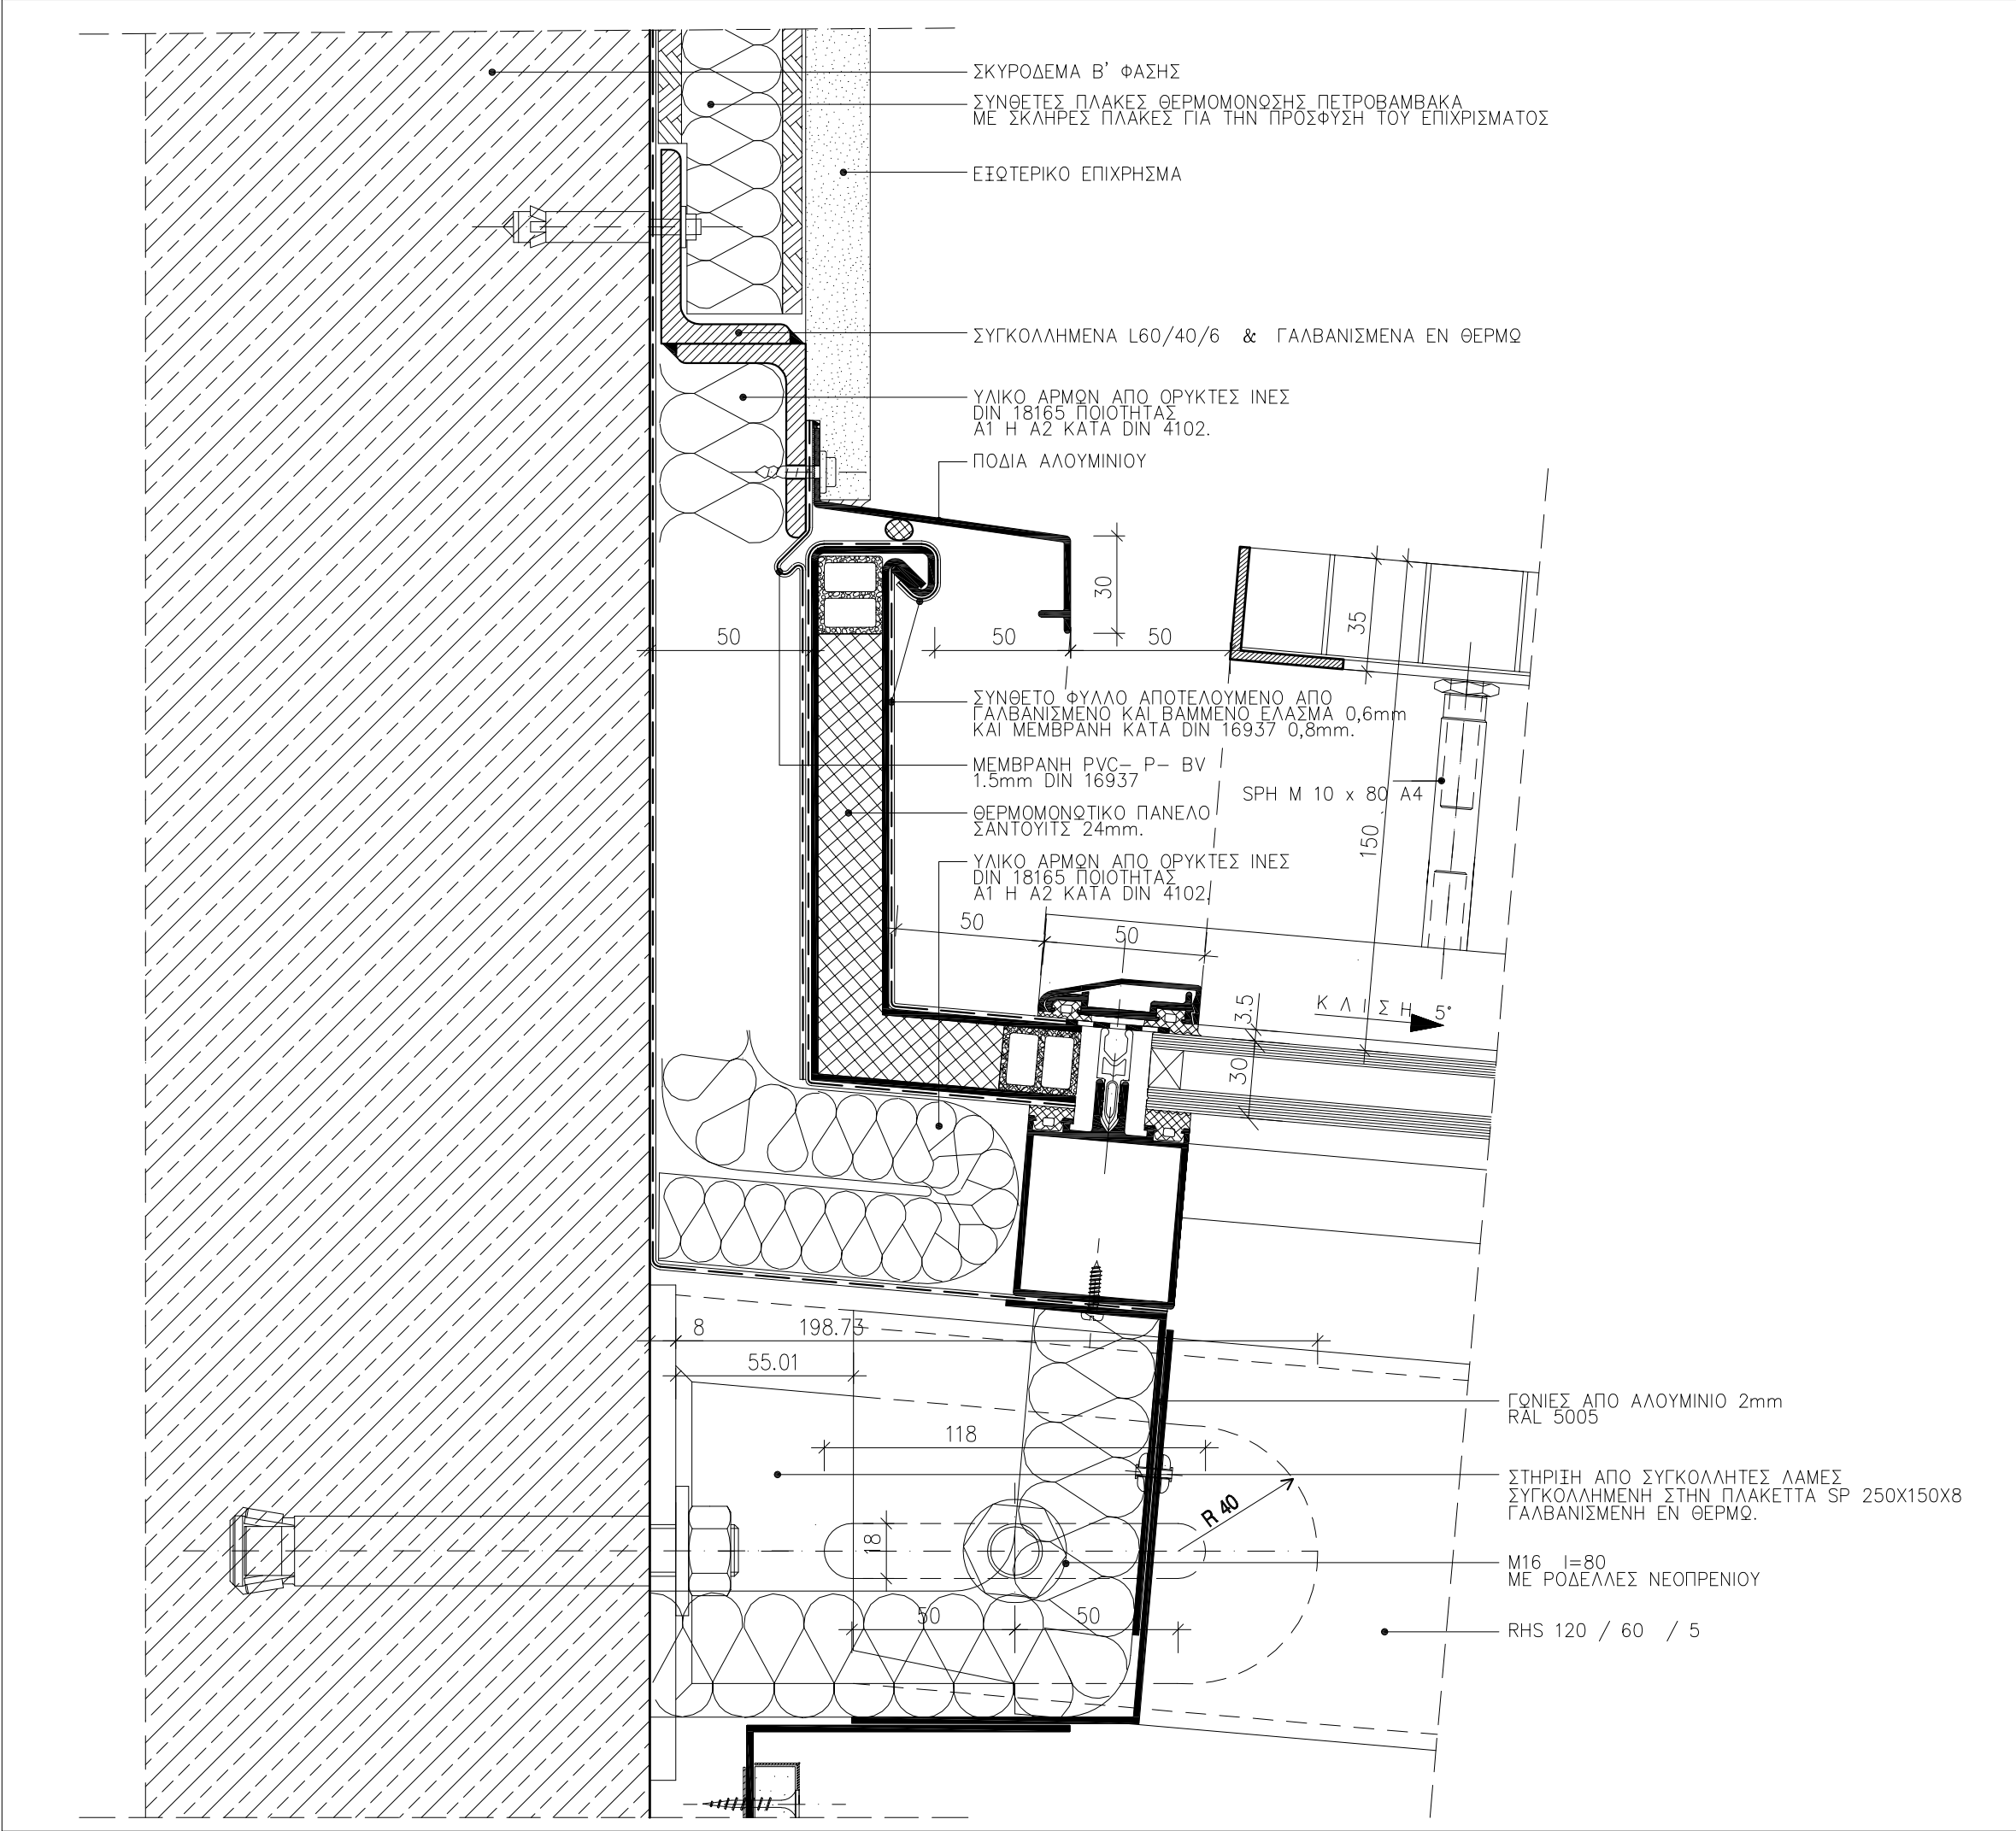 ΣΚΥΡΟΔΕΜΑ Β' ΦΑΣΗΣ
ΣΥΝΘΕΤΕΣ ΠΛΑΚΕΣ ΘΕΡΜΟΜΟΝΩΣΗΣ ΠΕΤΡΟΒΑΜΒΑΚΑ
ΜΕ ΣΚΛΗΡΕΣ ΠΛΑΚΕΣ ΓΙΑ ΤΗΝ ΠΡΟΣΦΥΣΗ ΤΟΥ ΕΠΙΧΡΙΣΜΑΤΟΣ
ΕΞΩΤΕΡΙΚΟ ΕΠΙΧΡΗΣΜΑ
ΣΥΓΚΟΛΛΗΜΕΝΑ L60/40/6 & ΓΑΛΒΑΝΙΣΜΕΝΑ ΕΝ ΘΕΡΜΩ
ΥΛΙΚΟ ΑΡΜΩΝ ΑΠΟ ΟΡΥΚΤΕΣ ΙΝΕΣ
DIN 18165 ΠΟΙΟΤΗΤΑΣ
Α1 Η Α2 ΚΑΤΑ DIN 4102.
ΠΟΔΙΑ ΑΛΟΥΜΙΝΙΟΥ
30
35
50
50
50
ΣΥΝΘΕΤΟ ΦΥΛΛΟ ΑΠΟΤΕΛΟΥΜΕΝΟ ΑΠΟ
ΓΑΛΒΑΝΙΣΜΕΝΟ ΚΑΙ ΒΑΜΜΕΝΟ ΕΛΑΣΜΑ 0,6mm
ΚΑΙ ΜΕΜΒΡΑΝΗ ΚΑΤΑ DIN 16937 0,8mm.
ΜΕΜΒΡΑΝΗ PVC- P- BV
1.5mm DIN 16937
SPH M 10 x 80 A4
ΘΕΡΜΟΜΟΝΩΤΙΚΟ ΠΑΝΕΛΟ
ΣΑΝΤΟΥΙΤΣ 24mm.
150
ΥΛΙΚΟ ΑΡΜΩΝ ΑΠΟ ΟΡΥΚΤΕΣ ΙΝΕΣ
DIN 18165 ΠΟΙΟΤΗΤΑΣ
Α1 Η Α2 ΚΑΤΑ DIN 4102.
50
50
3.5
Κ Λ Ι Σ Η 5°
30
8
198.73
55.01
ΓΩΝΙΕΣ ΑΠΟ ΑΛΟΥΜΙΝΙΟ 2mm
RAL 5005
118
ΣΤΗΡΙΞΗ ΑΠΟ ΣΥΓΚΟΛΛΗΤΕΣ ΛΑΜΕΣ
ΣΥΓΚΟΛΛΗΜΕΝΗ ΣΤΗΝ ΠΛΑΚΕΤΤΑ SP 250X150X8
ΓΑΛΒΑΝΙΣΜΕΝΗ ΕΝ ΘΕΡΜΩ.
R 40
18
M16 l=80
ΜΕ ΡΟΔΕΛΛΕΣ ΝΕΟΠΡΕΝΙΟΥ
50
50
RHS 120 / 60 / 5